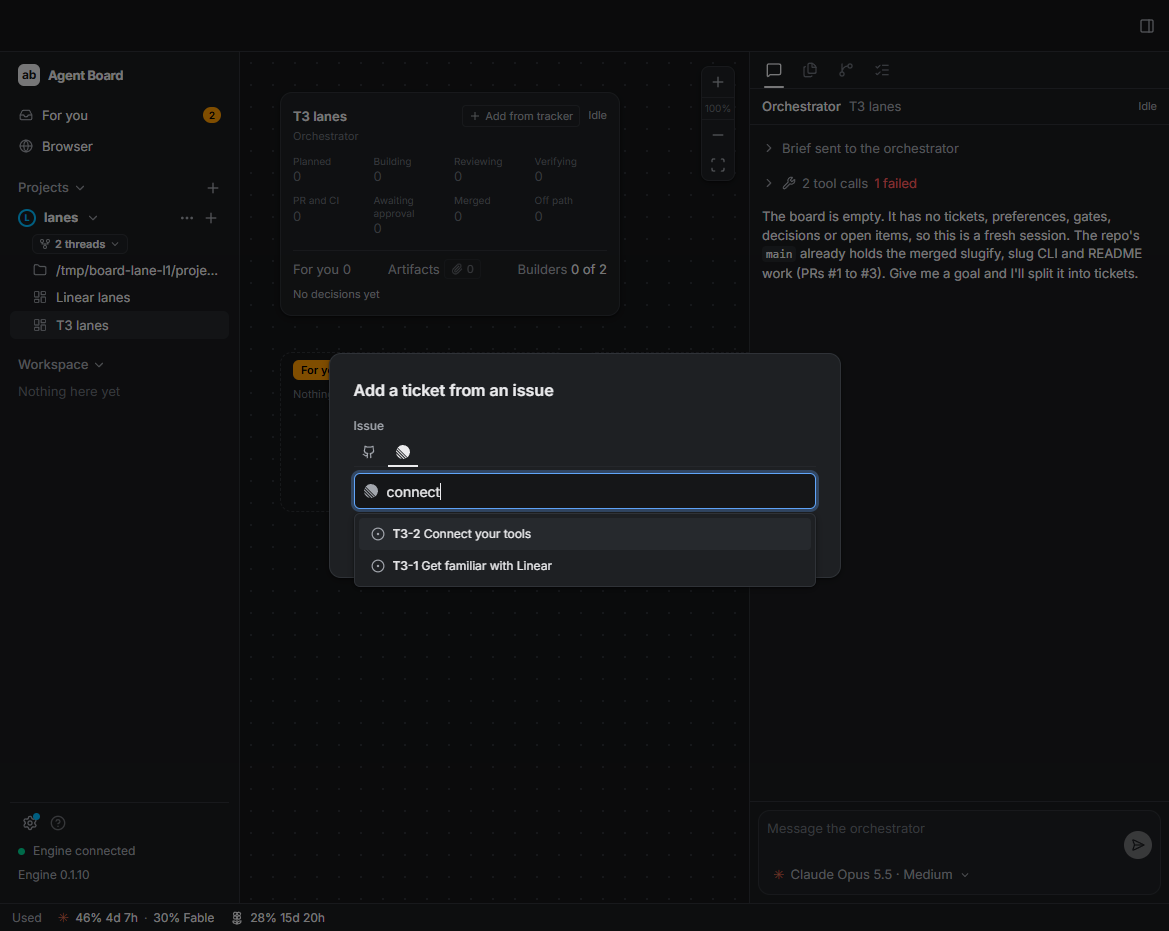 ab Agent Board
For you 2
Browser
Projects
L lanes
2 threads
/tmp/board-lane-l1/proje...
Linear lanes
T3 lanes
Workspace
Nothing here yet
Engine connected
Engine 0.1.10
T3 lanes
Add from tracker
Idle
Orchestrator
Planned Building Reviewing Verifying
0 0 0 0
PR and CI Awaiting approval Merged Off path
0 0 0 0
For you 0 Artifacts 0 Builders 0 of 2
No decisions yet
100%
For y
Nothin
Add a ticket from an issue
Issue
connect
T3-2 Connect your tools
T3-1 Get familiar with Linear
Orchestrator T3 lanes Idle
Brief sent to the orchestrator
2 tool calls 1 failed
The board is empty. It has no tickets, preferences, gates,
decisions or open items, so this is a fresh session. The repo's
main already holds the merged slugify, slug CLI and README
work (PRs #1 to #3). Give me a goal and I'll split it into tickets.
Message the orchestrator
Claude Opus 5.5 · Medium
Used 46% 4d 7h · 30% Fable 28% 15d 20h